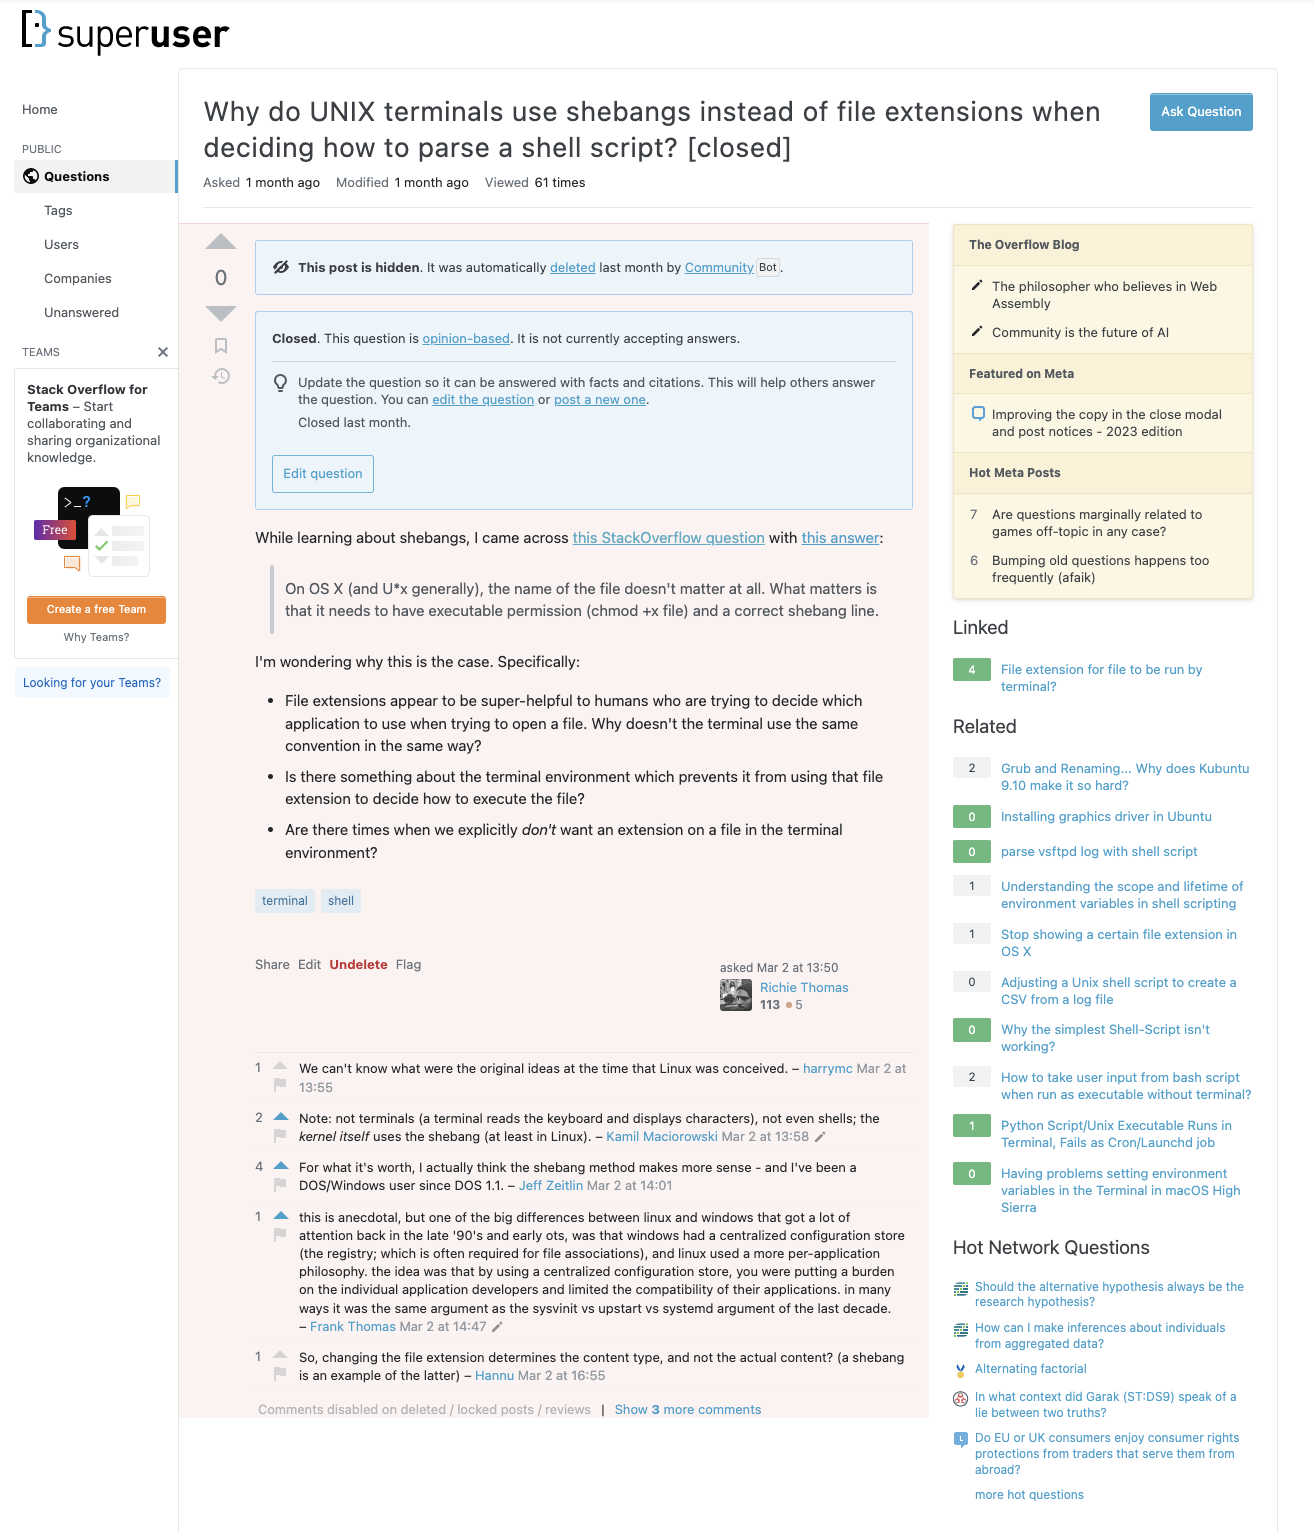 superuser
Home
PUBLIC
Questions
Tags
Users
Companies
Unanswered
TEAMS
Stack Overflow for
Teams – Start
collaborating and
sharing organizational
knowledge.
>_?
Free
Create a free Team
Why Teams?
Looking for your Teams?
Why do UNIX terminals use shebangs instead of file extensions when
deciding how to parse a shell script? [closed]
Ask Question
Asked 1 month ago Modified 1 month ago Viewed 61 times
0
This post is hidden. It was automatically deleted last month by Community Bot.
Closed. This question is opinion-based. It is not currently accepting answers.
Update the question so it can be answered with facts and citations. This will help others answer
the question. You can edit the question or post a new one.
Closed last month.
Edit question
While learning about shebangs, I came across this StackOverflow question with this answer:
On OS X (and U*x generally), the name of the file doesn't matter at all. What matters is
that it needs to have executable permission (chmod +x file) and a correct shebang line.
I'm wondering why this is the case. Specifically:
• File extensions appear to be super-helpful to humans who are trying to decide which
application to use when trying to open a file. Why doesn't the terminal use the same
convention in the same way?
• Is there something about the terminal environment which prevents it from using that file
extension to decide how to execute the file?
• Are there times when we explicitly don't want an extension on a file in the terminal
environment?
terminal shell
Share Edit Undelete Flag
asked Mar 2 at 13:50
Richie Thomas
113 • 5
1 We can't know what were the original ideas at the time that Linux was conceived. – harrymc Mar 2 at
13:55
2 Note: not terminals (a terminal reads the keyboard and displays characters), not even shells; the
kernel itself uses the shebang (at least in Linux). – Kamil Maciorowski Mar 2 at 13:58
4 For what it's worth, I actually think the shebang method makes more sense - and I've been a
DOS/Windows user since DOS 1.1. – Jeff Zeitlin Mar 2 at 14:01
1 this is anecdotal, but one of the big differences between linux and windows that got a lot of
attention back in the late '90's and early ots, was that windows had a centralized configuration store
(the registry; which is often required for file associations), and linux used a more per-application
philosophy. the idea was that by using a centralized configuration store, you were putting a burden
on the individual application developers and limited the compatibility of their applications. in many
ways it was the same argument as the sysvinit vs upstart vs systemd argument of the last decade.
– Frank Thomas Mar 2 at 14:47
1 So, changing the file extension determines the content type, and not the actual content? (a shebang
is an example of the latter) – Hannu Mar 2 at 16:55
Comments disabled on deleted / locked posts / reviews | Show 3 more comments
The Overflow Blog
The philosopher who believes in Web
Assembly
Community is the future of AI
Featured on Meta
Improving the copy in the close modal
and post notices - 2023 edition
Hot Meta Posts
7 Are questions marginally related to
games off-topic in any case?
6 Bumping old questions happens too
frequently (afaik)
Linked
4 File extension for file to be run by
terminal?
Related
2 Grub and Renaming... Why does Kubuntu
9.10 make it so hard?
0 Installing graphics driver in Ubuntu
0 parse vsftpd log with shell script
1 Understanding the scope and lifetime of
environment variables in shell scripting
1 Stop showing a certain file extension in
OS X
0 Adjusting a Unix shell script to create a
CSV from a log file
0 Why the simplest Shell-Script isn't
working?
2 How to take user input from bash script
when run as executable without terminal?
1 Python Script/Unix Executable Runs in
Terminal, Fails as Cron/Launchd job
0 Having problems setting environment
variables in the Terminal in macOS High
Sierra
Hot Network Questions
Should the alternative hypothesis always be the
research hypothesis?
How can I make inferences about individuals
from aggregated data?
Alternating factorial
In what context did Garak (ST:DS9) speak of a
lie between two truths?
Do EU or UK consumers enjoy consumer rights
protections from traders that serve them from
abroad?
more hot questions